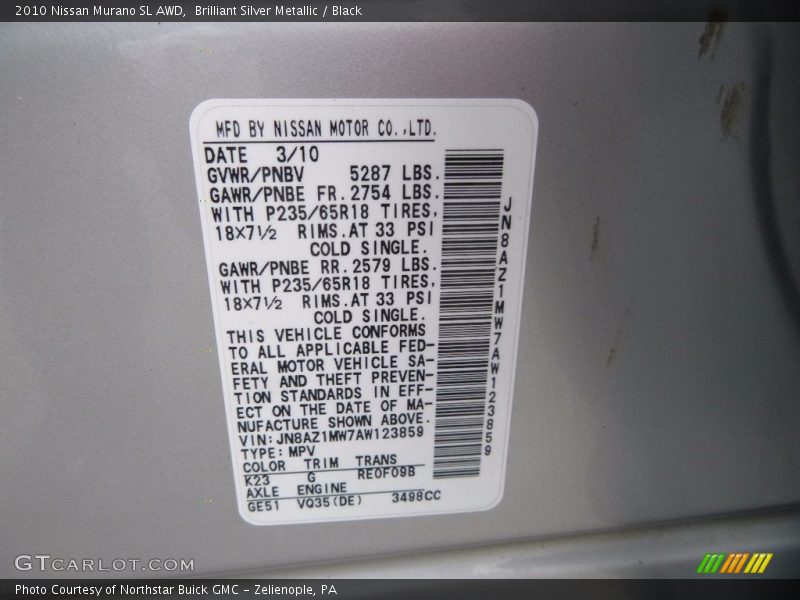 2010 Nissan Murano SL AWD,  Brilliant Silver Metallic / Black
MFD BY NISSAN MOTOR CO.,LTD.
DATE 3/10
GVWR/PNBV 5287 LBS.
GAWR/PNBE FR.2754 LBS.
WITH P235/65R18 TIRES,
18X7½ RIMS.AT 33 PSI
COLD SINGLE.
GAWR/PNBE RR.2579 LBS.
WITH P235/65R18 TIRES,
18X7½ RIMS.AT 33 PSI
COLD SINGLE.
THIS VEHICLE CONFORMS
TO ALL APPLICABLE FED-
ERAL MOTOR VEHICLE SA-
FETY AND THEFT PREVEN-
TION STANDARDS IN EFF-
ECT ON THE DATE OF MA-
NUFACTURE SHOWN ABOVE.
VIN:JN8AZ1MW7AW123859
TYPE:MPV
COLOR TRIM TRANS
K23 G RE0F09B
AXLE ENGINE
GE51 VQ35(DE) 3498CC
JN8AZ1MW7AW123859
GTCARLOT.COM
Photo Courtesy of Northstar Buick GMC - Zelienople, PA